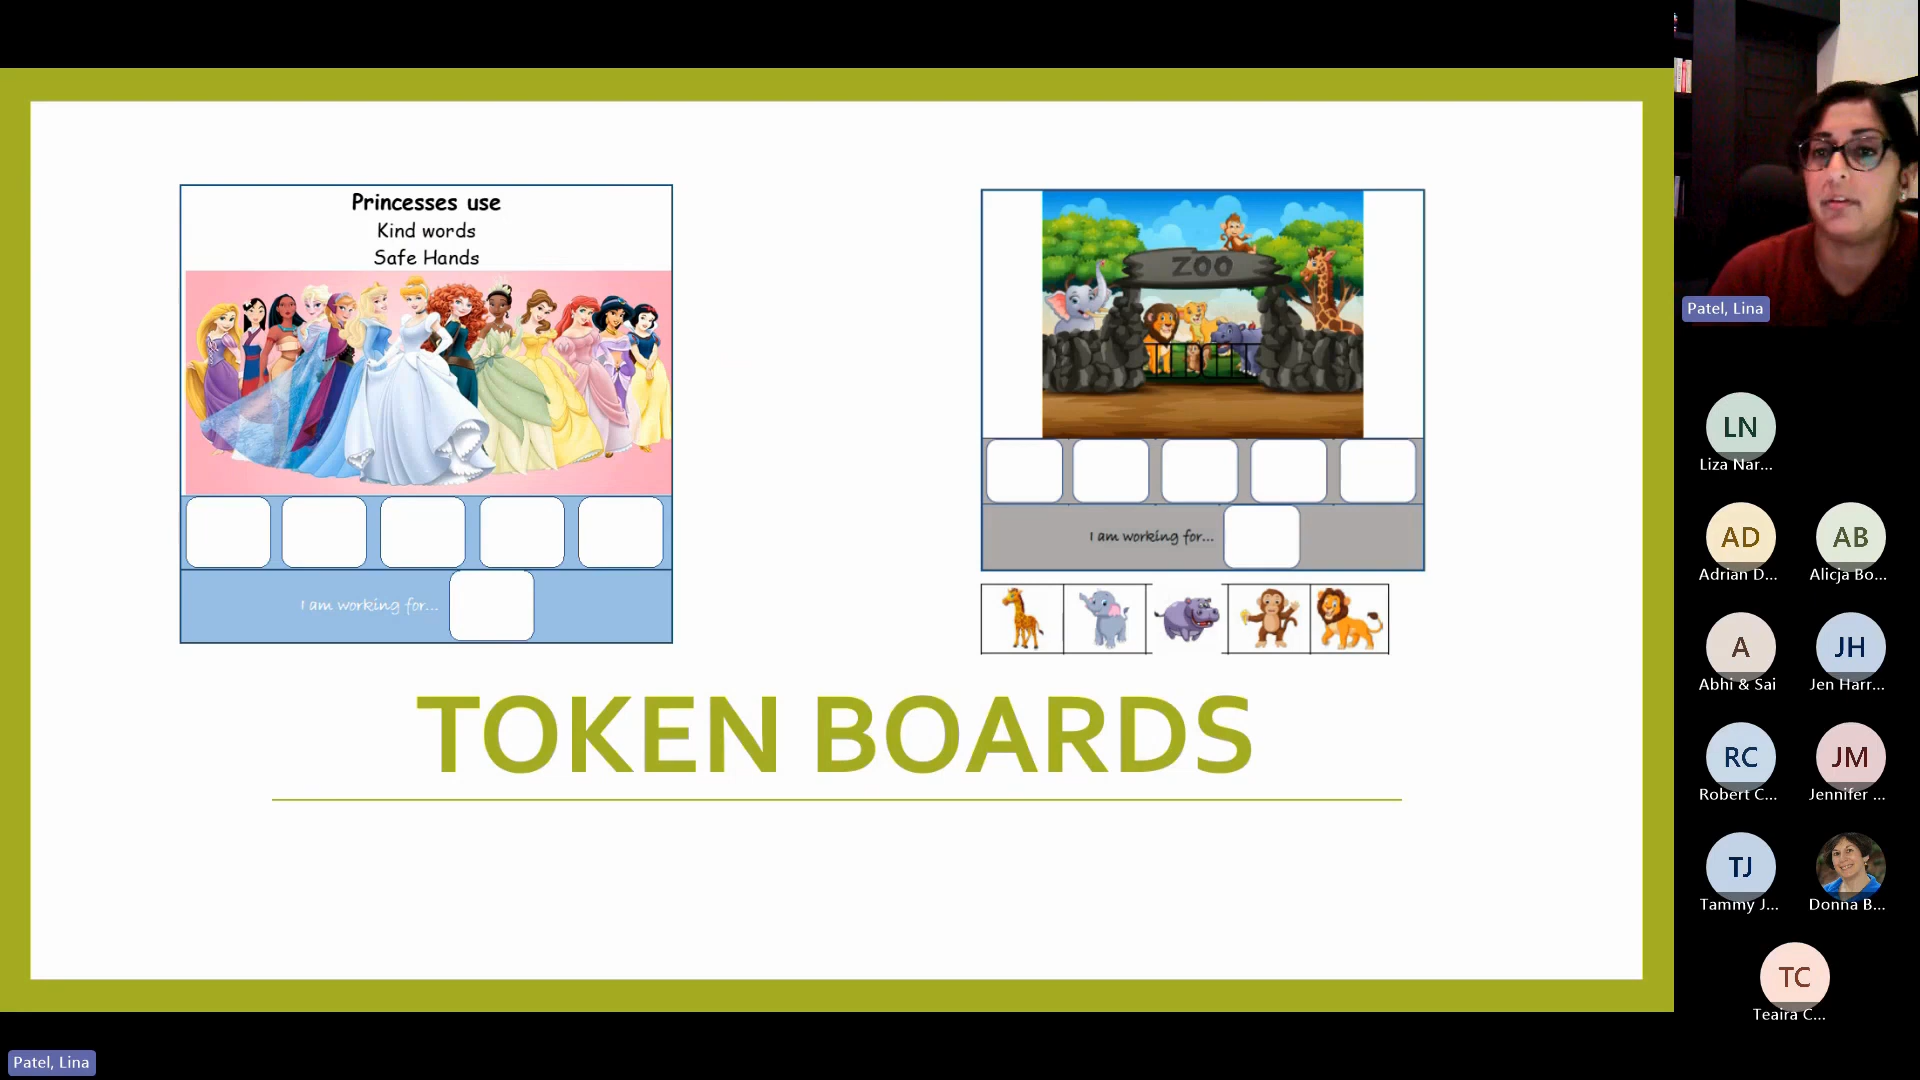 Princesses use
Kind words
Safe Hands
I am working for...
ZOO
I am working for...
TOKEN BOARDS
Patel, Lina
LN
Liza Nar...
AD
Adrian D...
AB
Alicja Bo...
A
Abhi & Sai
JH
Jen Harr...
RC
Robert C...
JM
Jennifer ...
TJ
Tammy J...
Donna B...
TC
Teaira C...
Patel, Lina